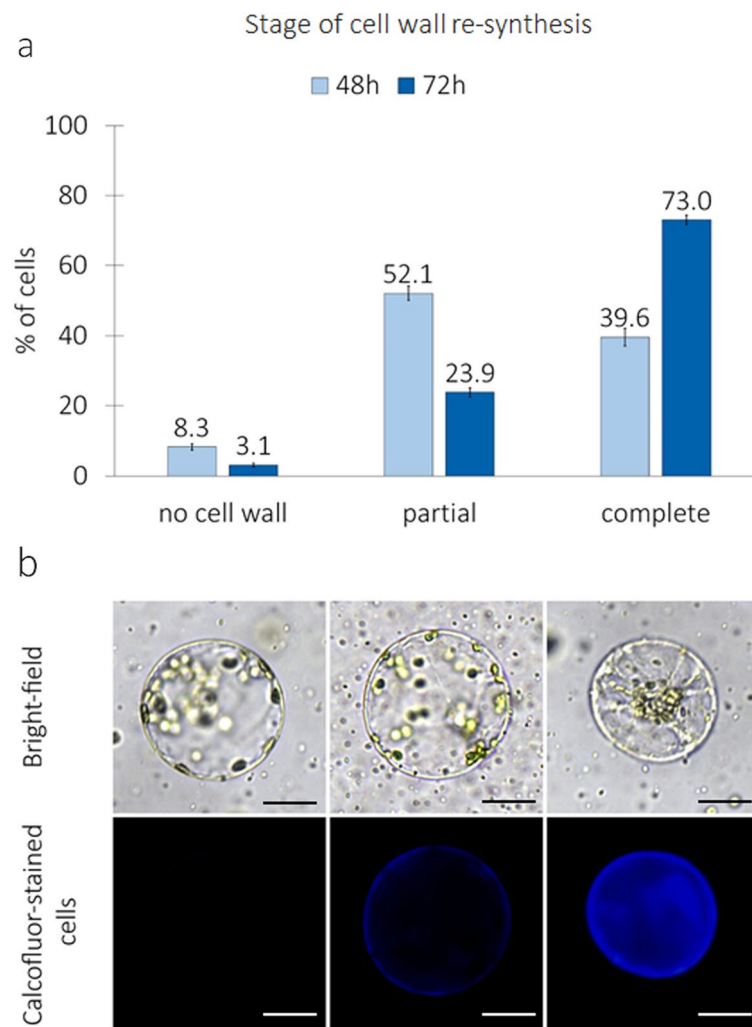 Stage of cell wall re-synthesis
a
48h 72h
100
80
60
40
20
0
% of cells
8.3
3.1
52.1
23.9
39.6
73.0
no cell wall partial complete
b
Bright-field
Calcofluor-stained
cells